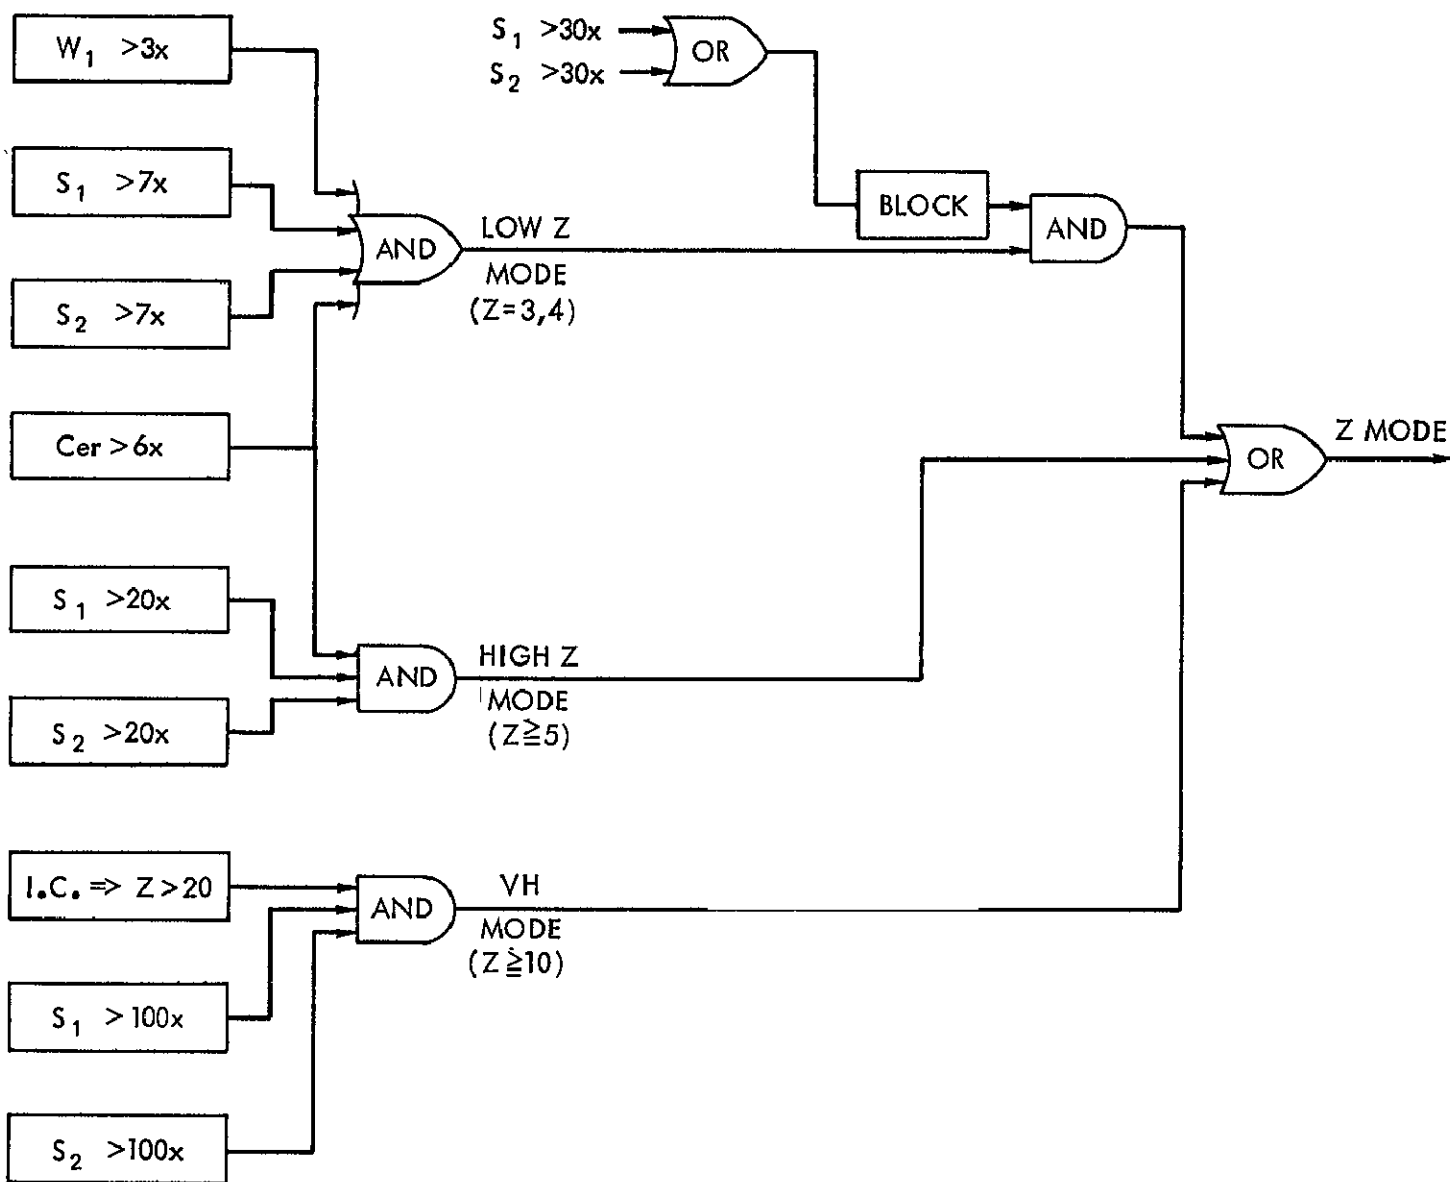 W₁ >3x
S₁ >30x
S₂ >30x
OR
S₁ >7x
S₂ >7x
AND
LOW Z
MODE
(Z=3,4)
BLOCK
AND
Cer >6x
OR
Z MODE
S₁ >20x
S₂ >20x
AND
HIGH Z
MODE
(Z≧5)
I.C. ⇒ Z >20
AND
VH
MODE
(Z≧10)
S₁ >100x
S₂ >100x